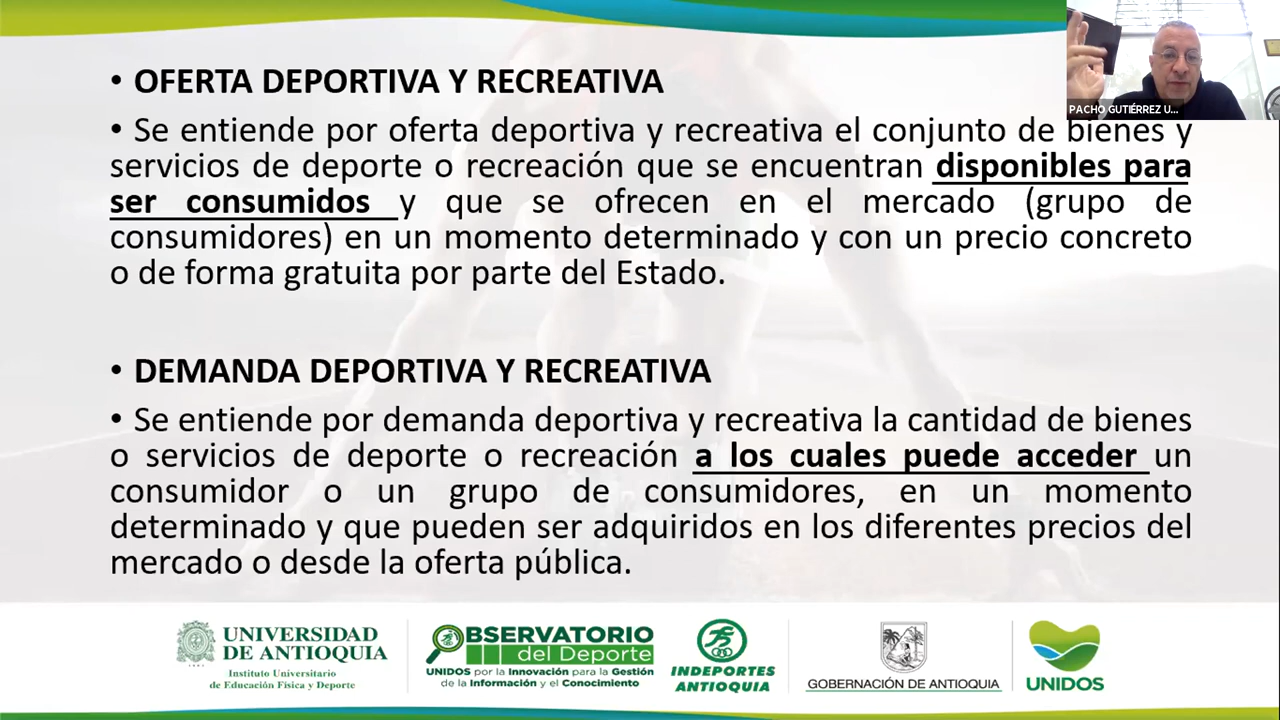 PACHO GUTIÉRREZ U...
• OFERTA DEPORTIVA Y RECREATIVA
• Se entiende por oferta deportiva y recreativa el conjunto de bienes y
servicios de deporte o recreación que se encuentran disponibles para
ser consumidos y que se ofrecen en el mercado (grupo de
consumidores) en un momento determinado y con un precio concreto
o de forma gratuita por parte del Estado.
• DEMANDA DEPORTIVA Y RECREATIVA
• Se entiende por demanda deportiva y recreativa la cantidad de bienes
o servicios de deporte o recreación a los cuales puede acceder un
consumidor o un grupo de consumidores, en un momento
determinado y que pueden ser adquiridos en los diferentes precios del
mercado o desde la oferta pública.
UNIVERSIDAD
DE ANTIOQUIA
Instituto Universitario
de Educación Física y Deporte
OBSERVATORIO
del Deporte
UNIDOS por la Innovación para la Gestión
de la Información y el Conocimiento
INDEPORTES
ANTIOQUIA
GOBERNACIÓN DE ANTIOQUIA
UNIDOS